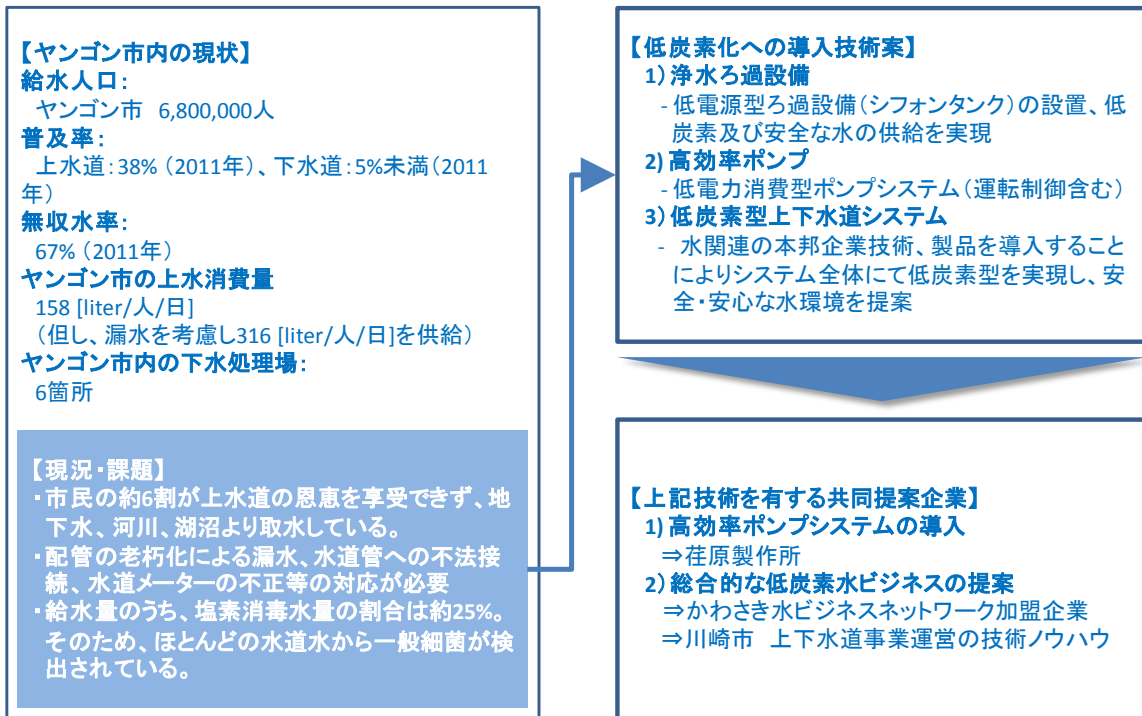 【ヤンゴン市内の現状】
給水人口：
ヤンゴン市 6,800,000人
普及率：
上水道：38% （2011年）、下水道：5%未満（2011
年）
無収水率：
67% （2011年）
ヤンゴン市の上水消費量
158 [liter/人/日]
（但し、漏水を考慮し316 [liter/人/日]を供給）
ヤンゴン市内の下水処理場：
6箇所
【現況・課題】
・市民の約6割が上水道の恩恵を享受できず、地
下水、河川、湖沼より取水している。
・配管の老朽化による漏水、水道管への不法接
続、水道メーターの不正等の対応が必要
・給水量のうち、塩素消毒水量の割合は約25%。
そのため、ほとんどの水道水から一般細菌が検
出されている。
【低炭素化への導入技術案】
1）浄水ろ過設備
- 低電源型ろ過設備（シフォンタンク）の設置、低
炭素及び安全な水の供給を実現
2) 高効率ポンプ
- 低電力消費型ポンプシステム（運転制御含む）
3）低炭素型上下水道システム
- 水関連の本邦企業技術、製品を導入すること
によりシステム全体にて低炭素型を実現し、安
全・安心な水環境を提案
【上記技術を有する共同提案企業】
1) 高効率ポンプシステムの導入
⇒荏原製作所
2）総合的な低炭素水ビジネスの提案
⇒かわさき水ビジネスネットワーク加盟企業
⇒川崎市 上下水道事業運営の技術ノウハウ